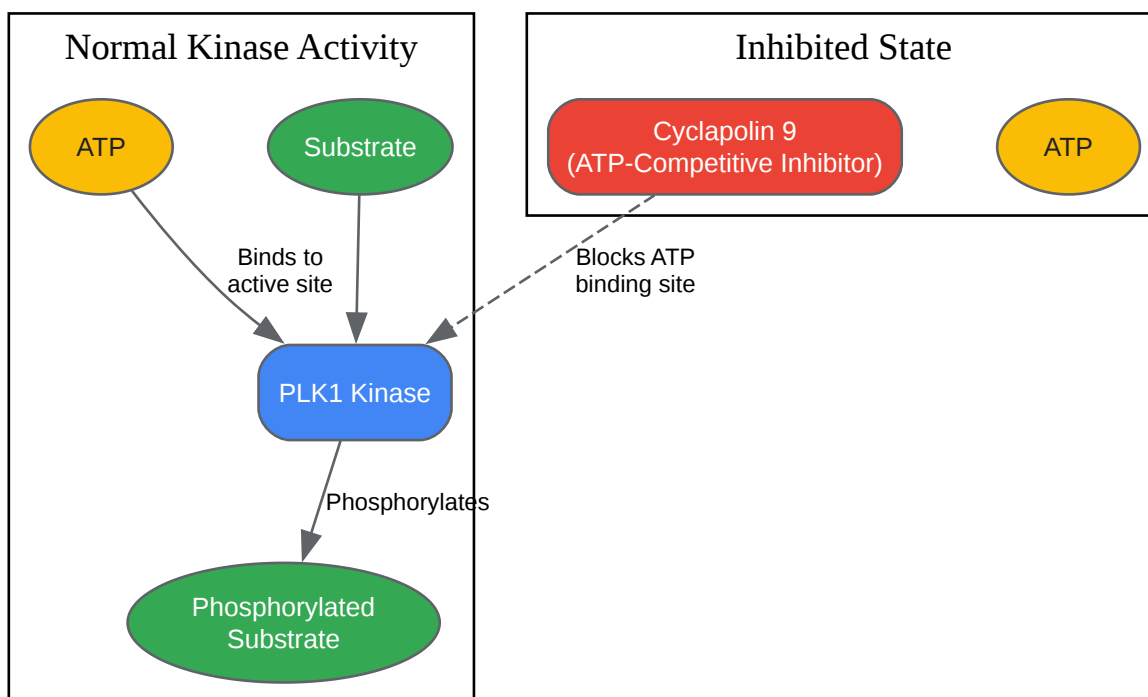 Normal Kinase Activity
ATP
Substrate
Binds to
active site
PLK1 Kinase
Phosphorylates
Phosphorylated
Substrate
Inhibited State
Cyclapolin 9
(ATP-Competitive Inhibitor)
ATP
Blocks ATP
binding site